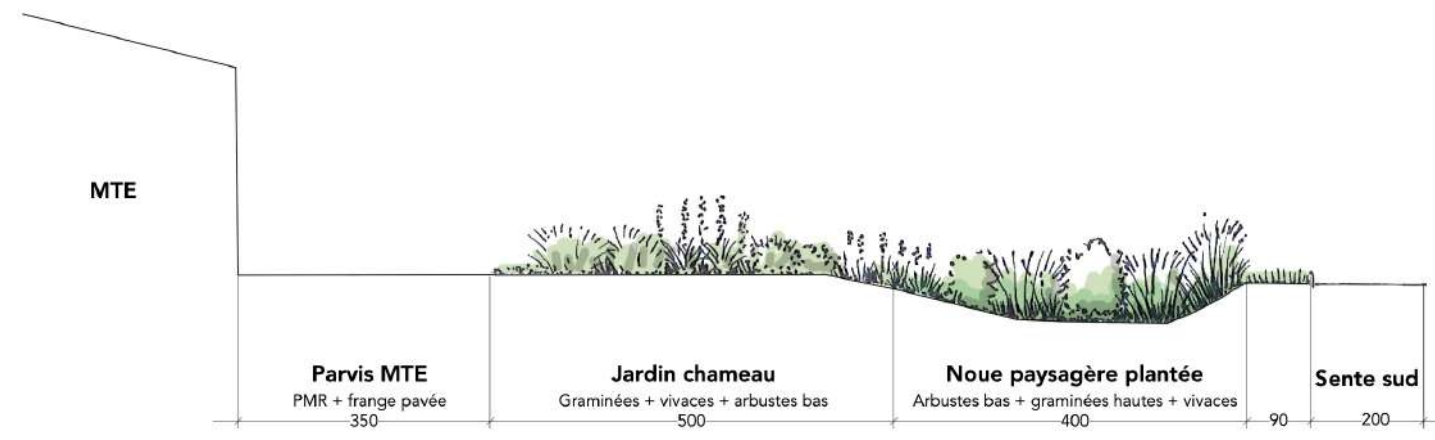 MTE
Parvis MTE
PMR + frange pavée
350
Jardin chameau
Graminées + vivaces + arbustes bas
500
Noue paysagère plantée
Arbustes bas + graminées hautes + vivaces
400
90
Sente sud
200